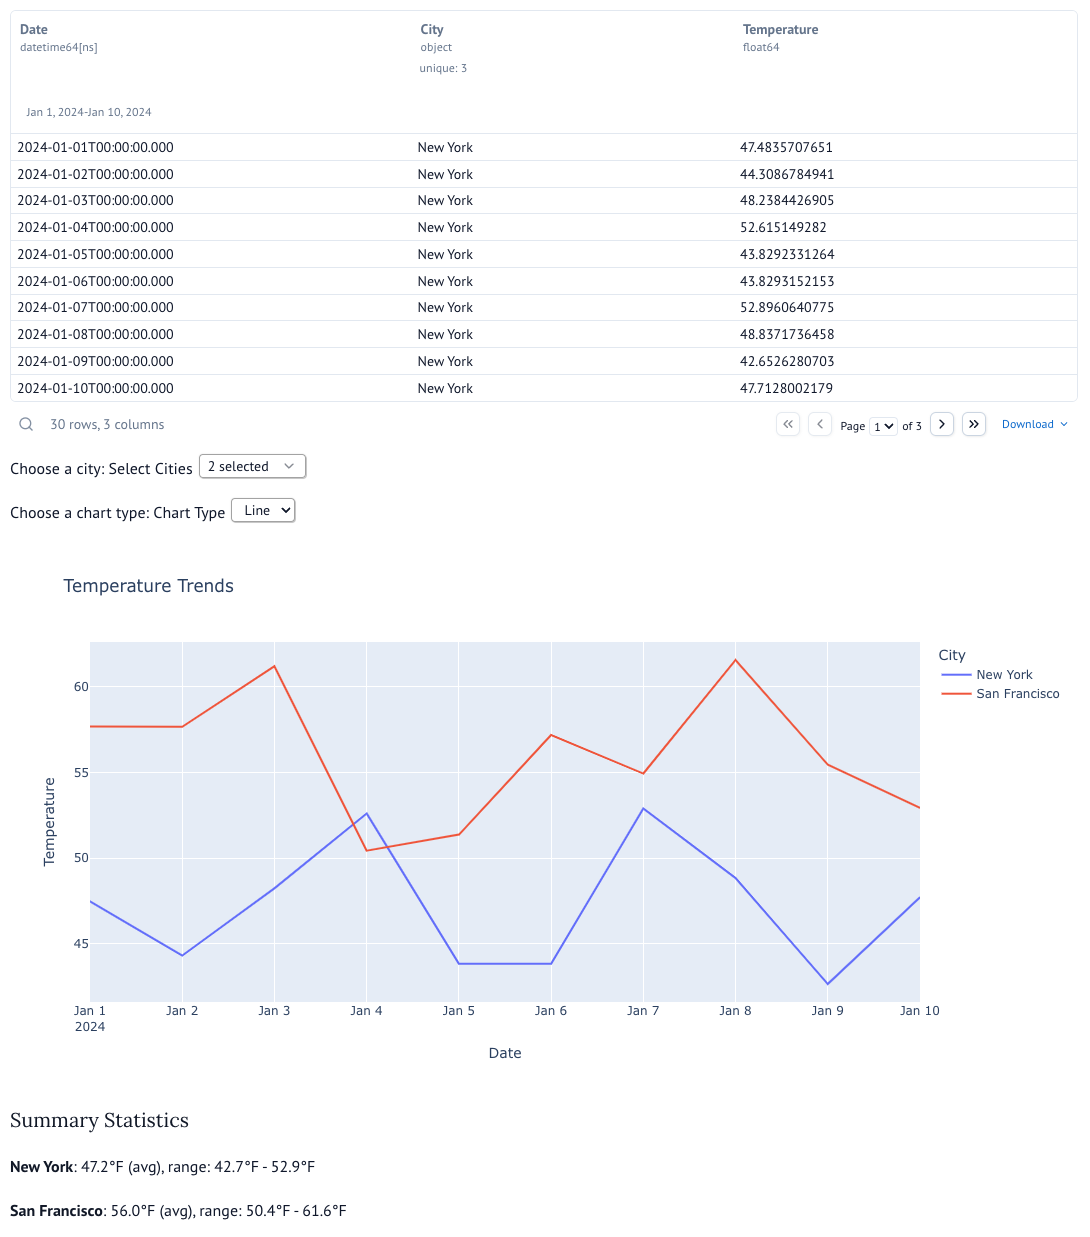 Date City Temperature
datetime64[ns] object float64
unique: 3
Jan 1, 2024-Jan 10, 2024
2024-01-01T00:00:00.000 New York 47.4835707651
2024-01-02T00:00:00.000 New York 44.3086784941
2024-01-03T00:00:00.000 New York 48.2384426905
2024-01-04T00:00:00.000 New York 52.615149282
2024-01-05T00:00:00.000 New York 43.8292331264
2024-01-06T00:00:00.000 New York 43.8293152153
2024-01-07T00:00:00.000 New York 52.8960640775
2024-01-08T00:00:00.000 New York 48.8371736458
2024-01-09T00:00:00.000 New York 42.6526280703
2024-01-10T00:00:00.000 New York 47.7128002179
30 rows, 3 columns Page 1 of 3 Download
Choose a city: Select Cities 2 selected
Choose a chart type: Chart Type Line
Temperature Trends
City
New York
San Francisco
60
55
50
45
Temperature
Jan 1 Jan 2 Jan 3 Jan 4 Jan 5 Jan 6 Jan 7 Jan 8 Jan 9 Jan 10
2024
Date
Summary Statistics
New York: 47.2°F (avg), range: 42.7°F - 52.9°F
San Francisco: 56.0°F (avg), range: 50.4°F - 61.6°F